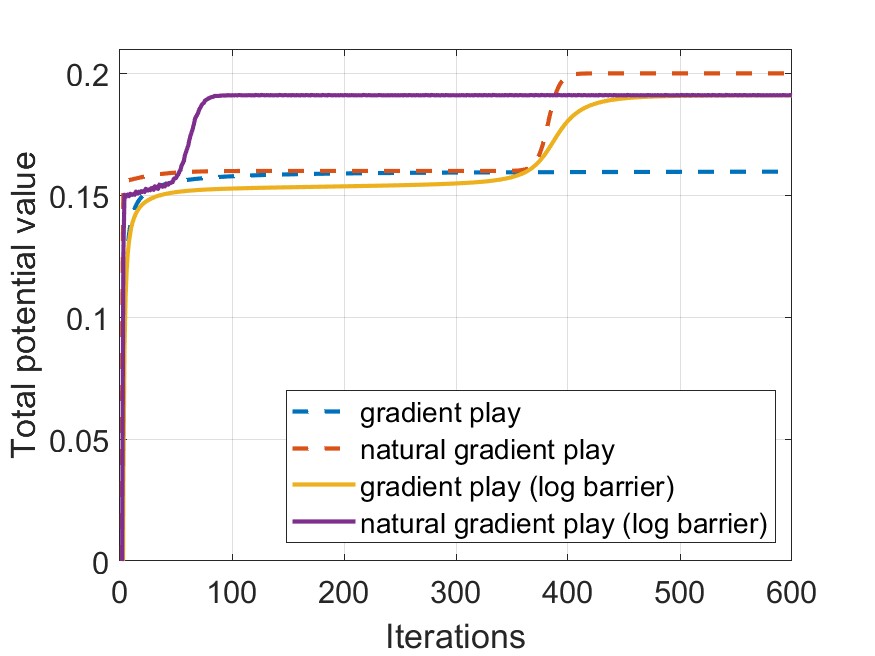 Total potential value
0.2
0.15
0.1
0.05
0
0 100 200 300 400 500 600
Iterations
gradient play
natural gradient play
gradient play (log barrier)
natural gradient play (log barrier)